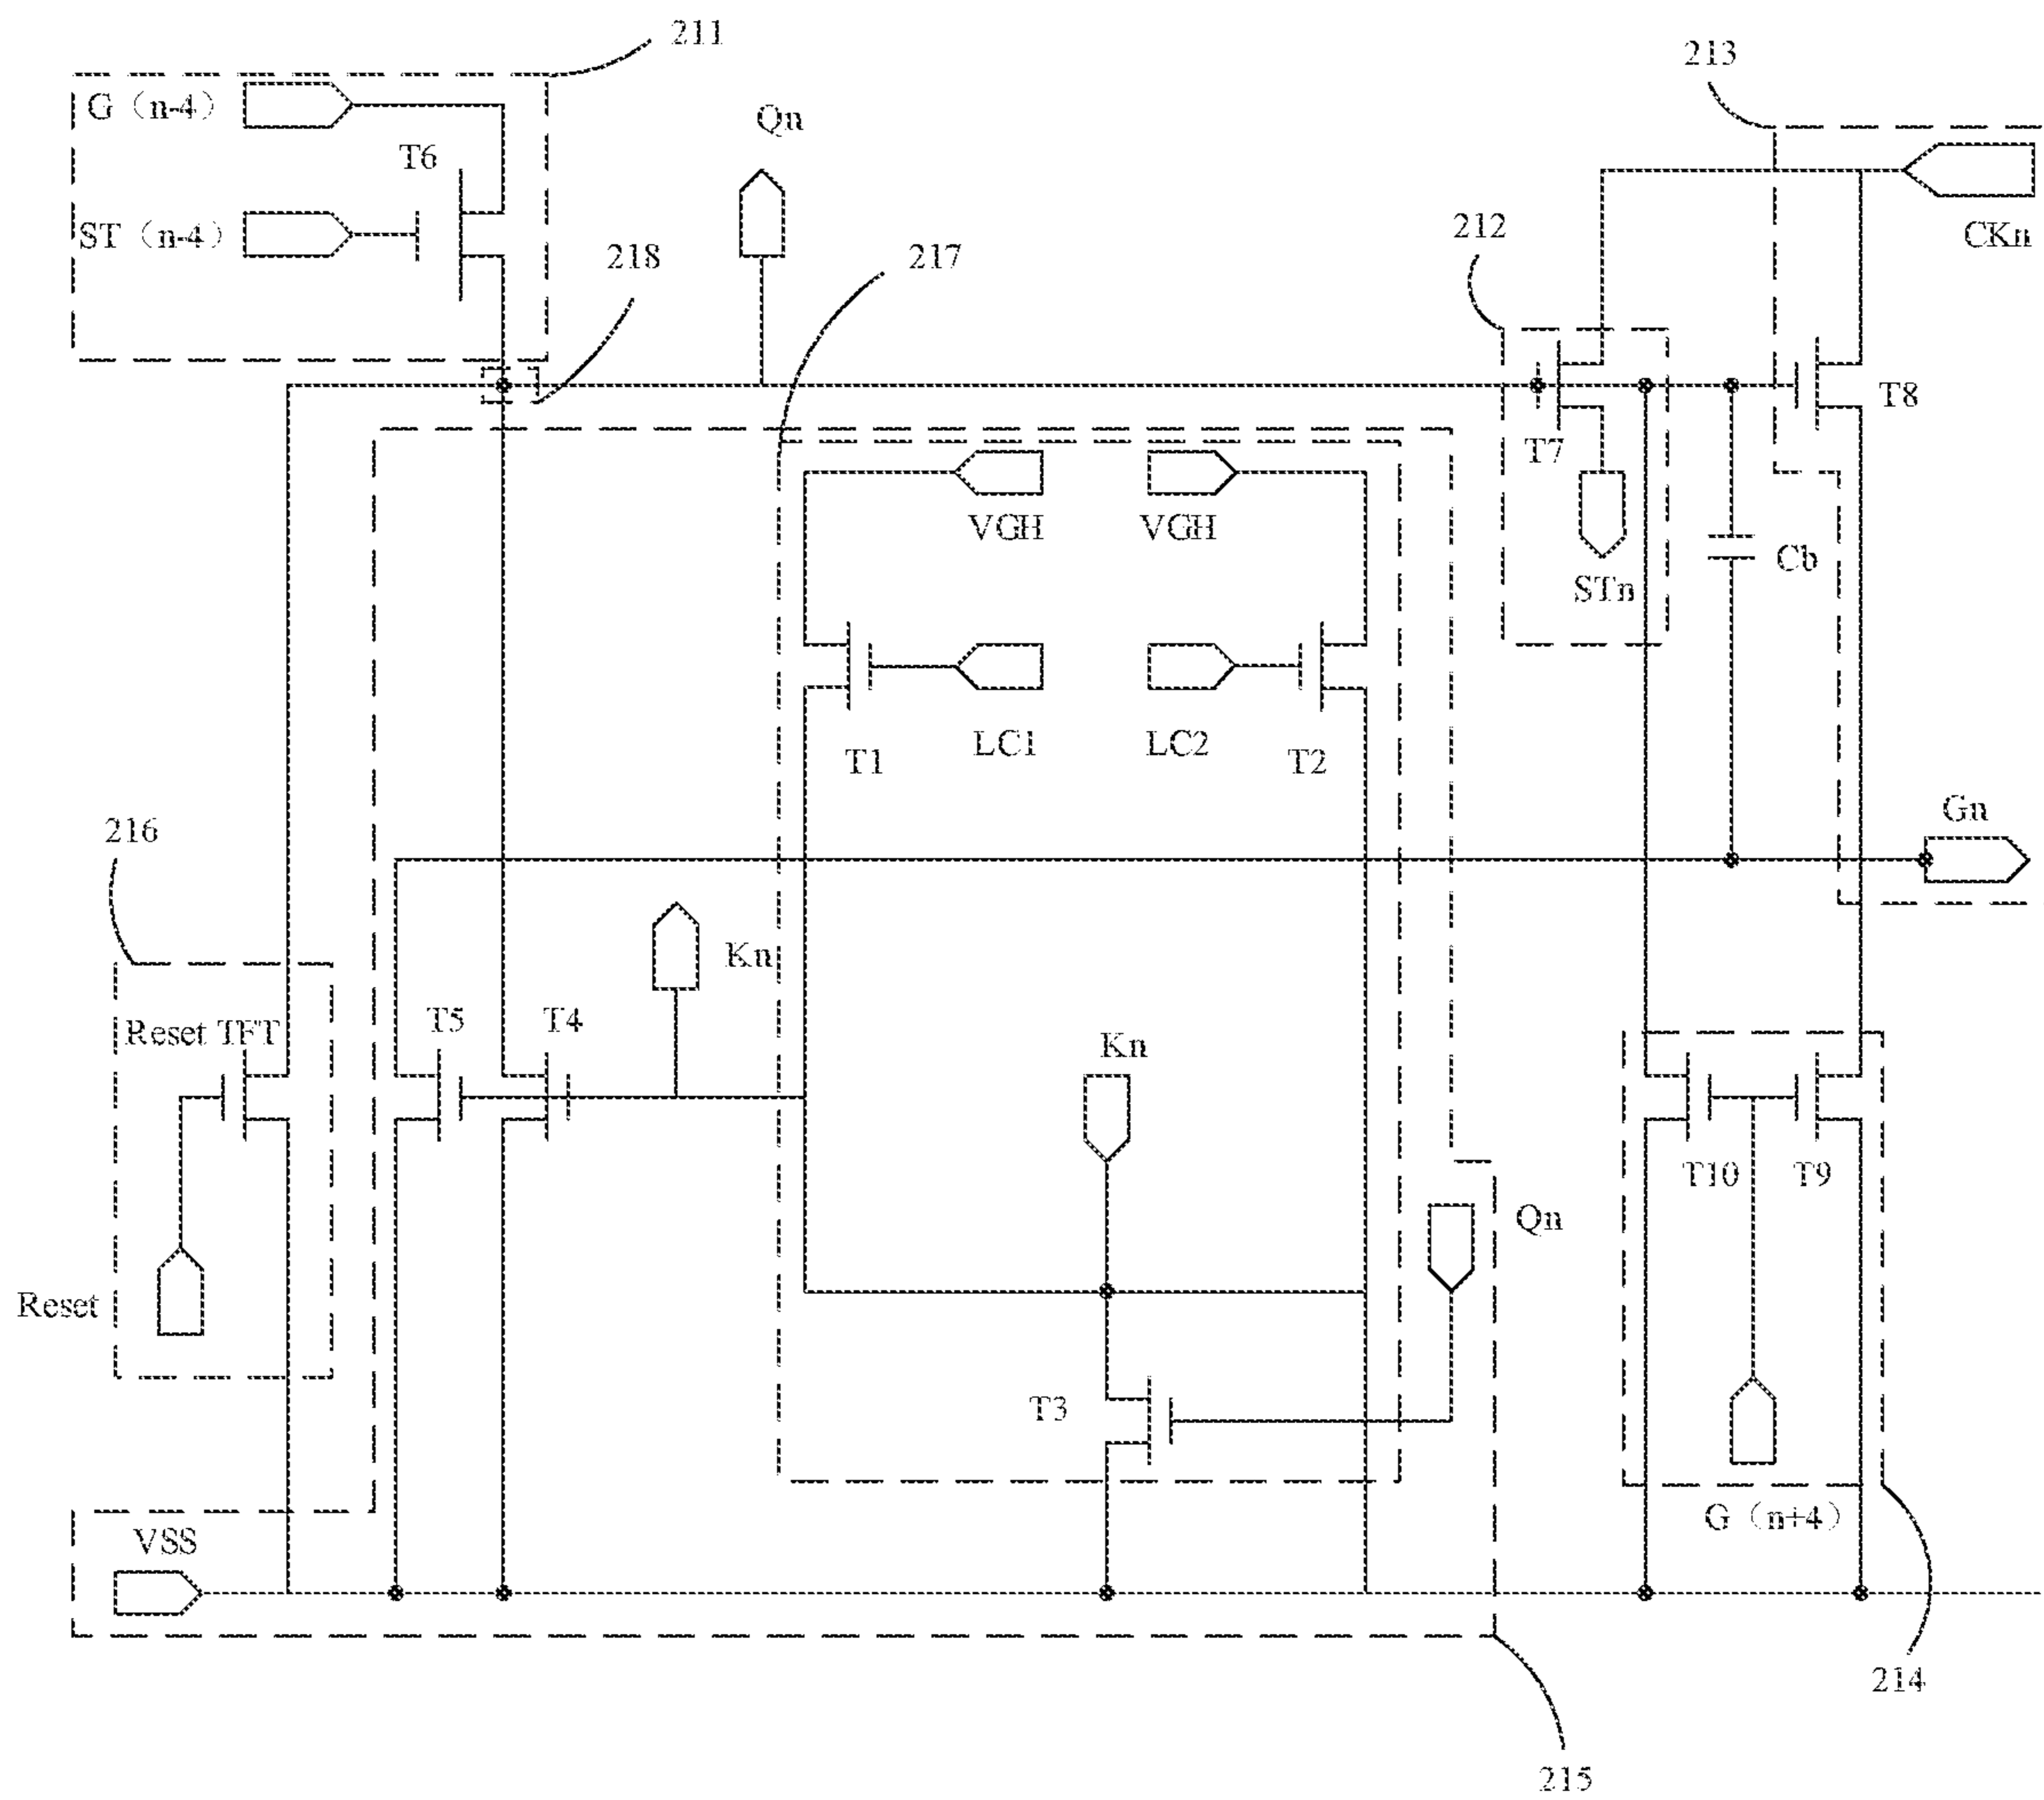 211
213
G（n-4）
Qn
T6
ST（n-4）
218
217
212
CKn
T8
T7
VGH
VGH
Cb
STn
LC1
LC2
T1
T2
Gn
216
Kn
Reset TFT
T5
T4
Kn
T10
T9
Qn
Reset
T3
G（n+4）
VSS
214
215